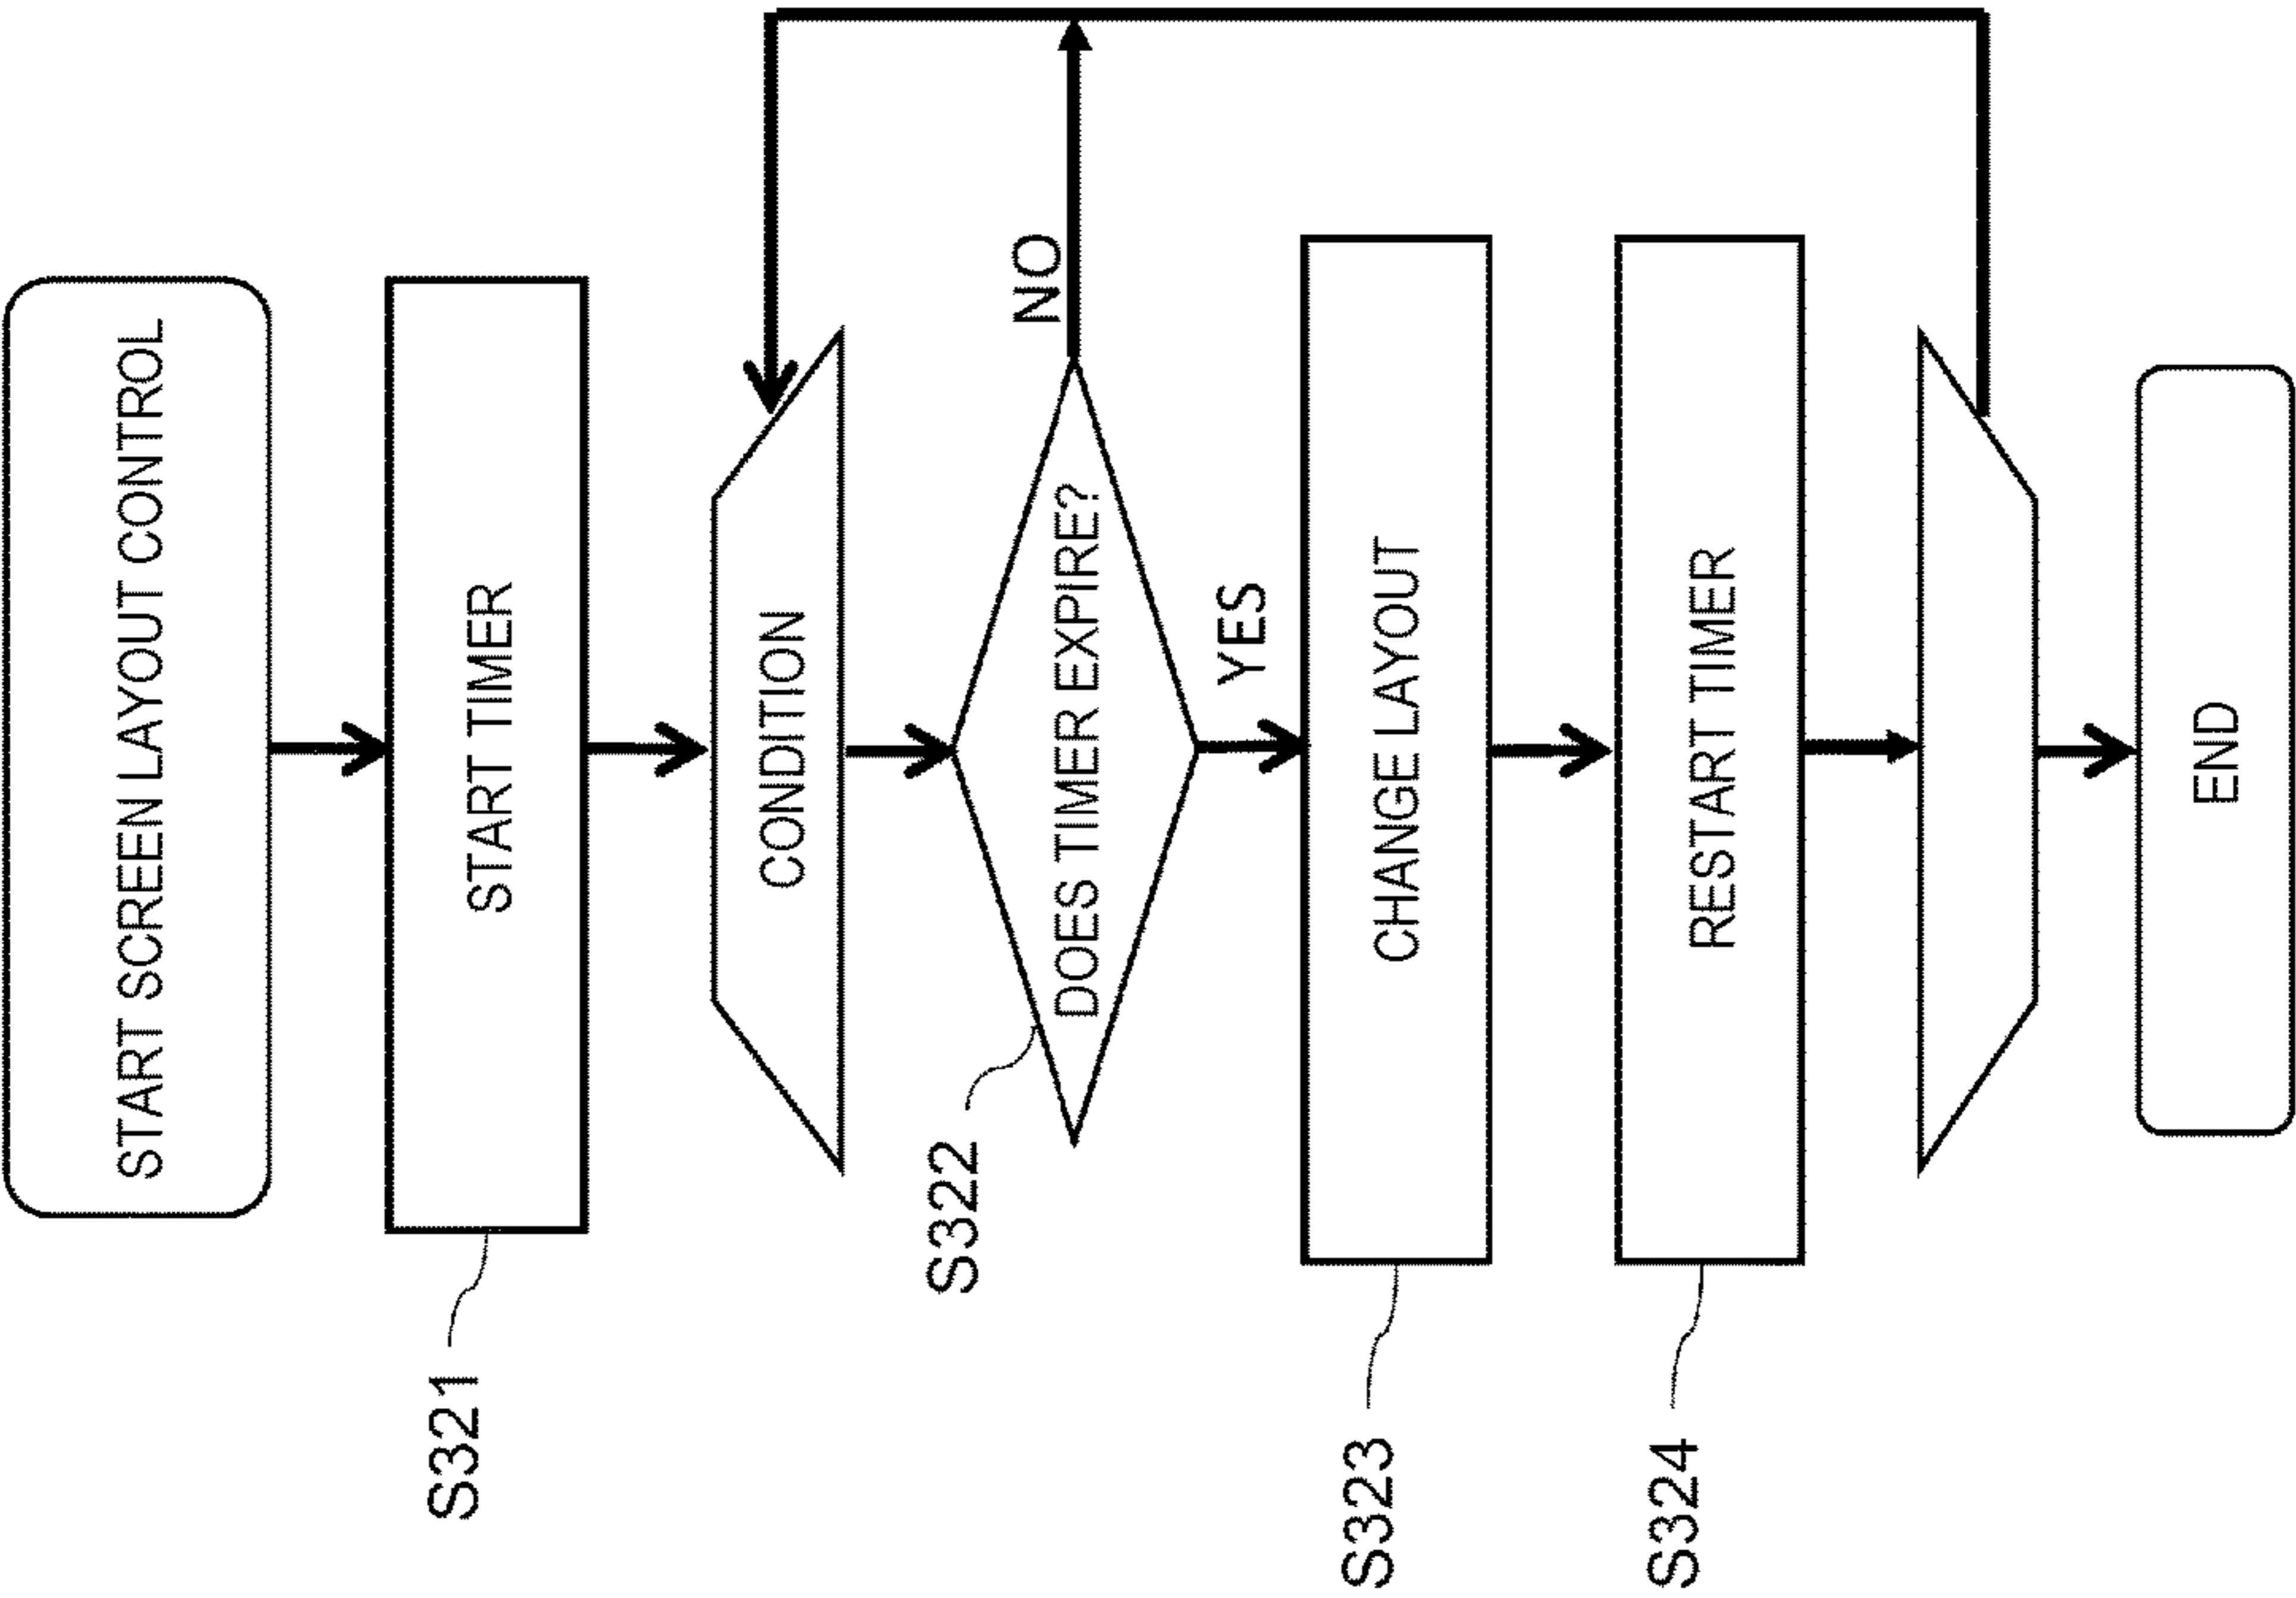 START SCREEN LAYOUT CONTROL
START TIMER
S321
CONDITION
DOES TIMER EXPIRE?
S322
NO
YES
CHANGE LAYOUT
S323
RESTART TIMER
S324
END